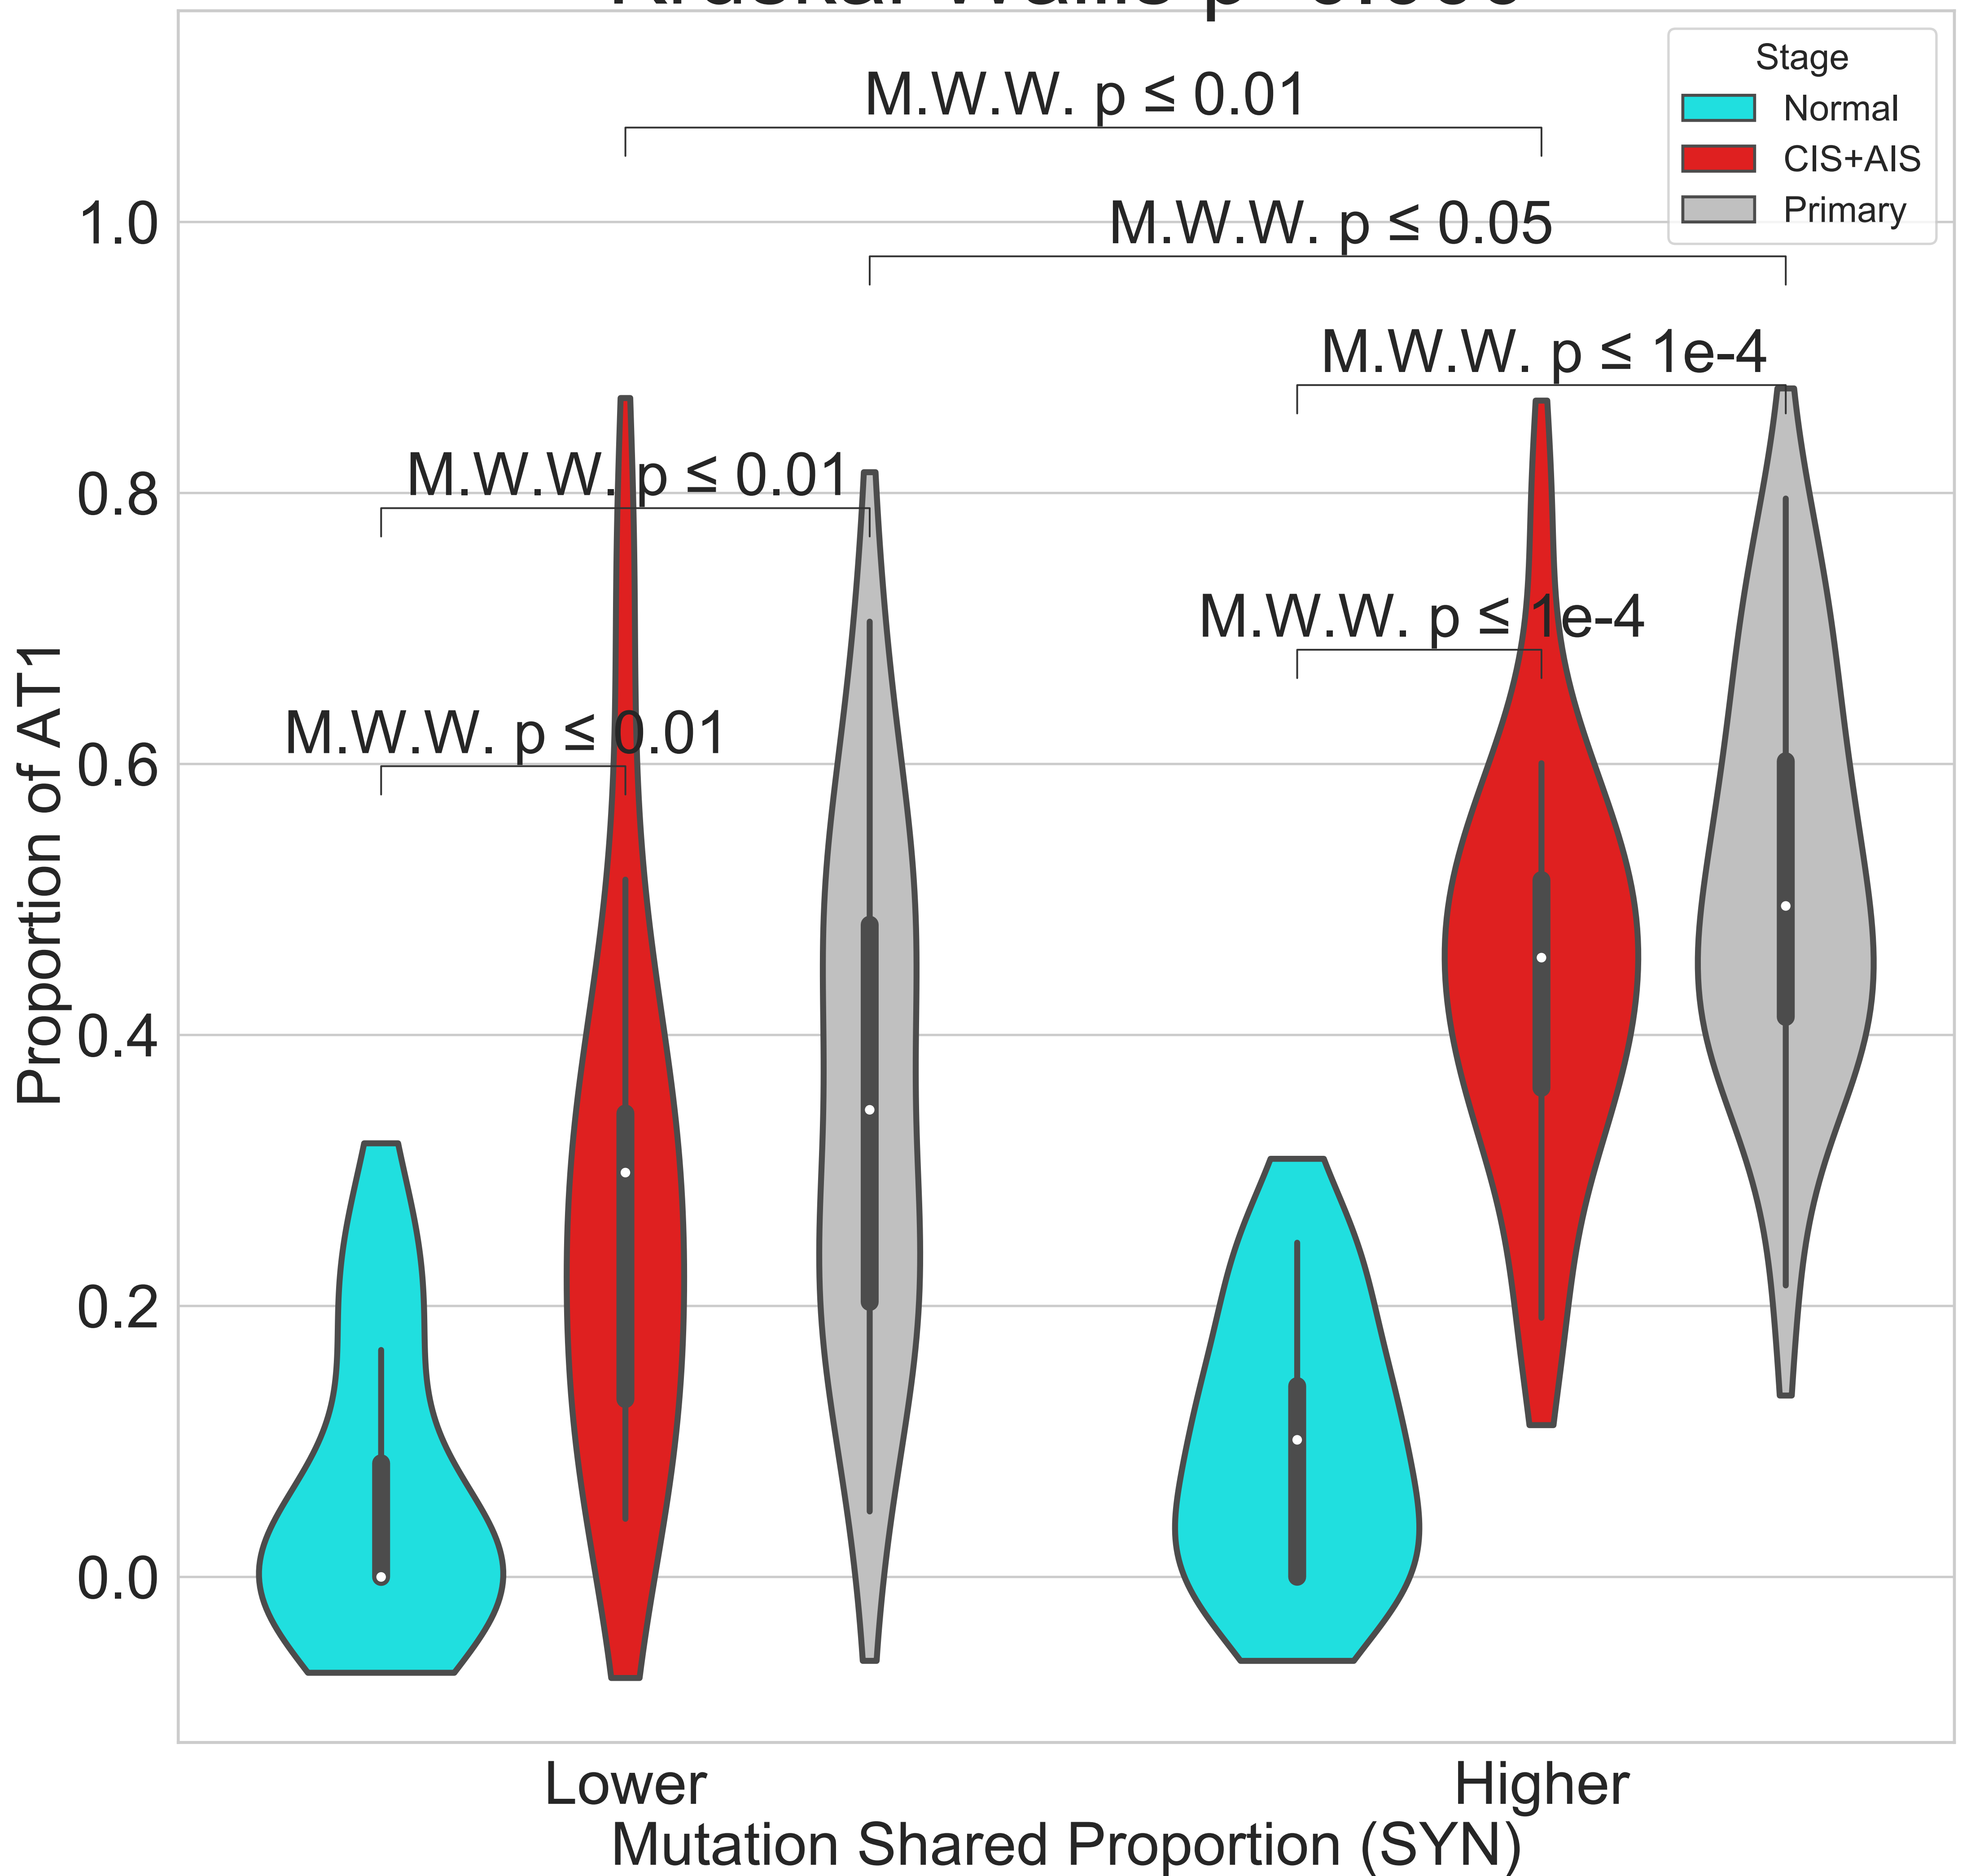 Stage
Normal
CIS+AIS
Primary
M.W.W. p ≤ 0.01
M.W.W. p ≤ 0.05
M.W.W. p ≤ 1e-4
M.W.W. p ≤ 0.01
M.W.W. p ≤ 1e-4
M.W.W. p ≤ 0.01
Proportion of AT1
1.0
0.8
0.6
0.4
0.2
0.0
Lower
Higher
Mutation Shared Proportion (SYN)